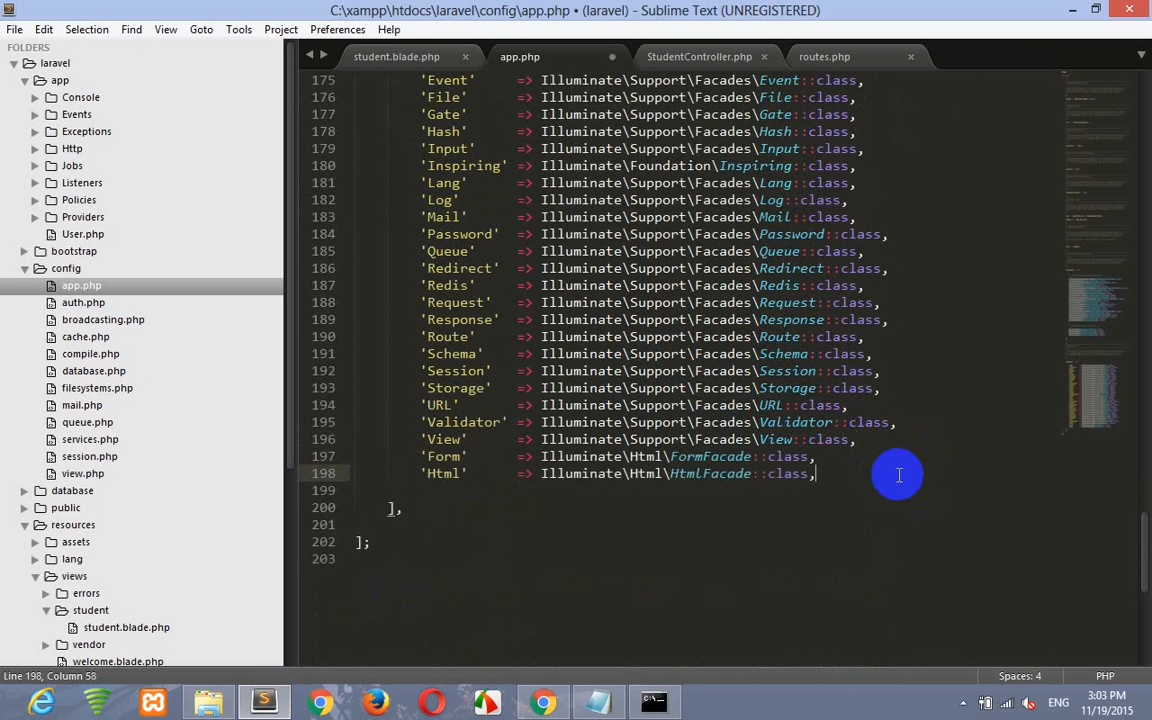 C:\xampp\htdocs\laravel\config\app.php • (laravel) - Sublime Text (UNREGISTERED)
File Edit Selection Find View Goto Tools Project Preferences Help
FOLDERS
laravel
app
Console
Events
Exceptions
Http
Jobs
Listeners
Policies
Providers
User.php
bootstrap
config
app.php
auth.php
broadcasting.php
cache.php
compile.php
database.php
filesystems.php
mail.php
queue.php
services.php
session.php
view.php
database
public
resources
assets
lang
views
errors
student
student.blade.php
vendor
welcome.blade.php
student.blade.php app.php StudentController.php routes.php
175 'Event' => Illuminate\Support\Facades\Event::class,
176 'File' => Illuminate\Support\Facades\File::class,
177 'Gate' => Illuminate\Support\Facades\Gate::class,
178 'Hash' => Illuminate\Support\Facades\Hash::class,
179 'Input' => Illuminate\Support\Facades\Input::class,
180 'Inspiring' => Illuminate\Foundation\Inspiring::class,
181 'Lang' => Illuminate\Support\Facades\Lang::class,
182 'Log' => Illuminate\Support\Facades\Log::class,
183 'Mail' => Illuminate\Support\Facades\Mail::class,
184 'Password' => Illuminate\Support\Facades\Password::class,
185 'Queue' => Illuminate\Support\Facades\Queue::class,
186 'Redirect' => Illuminate\Support\Facades\Redirect::class,
187 'Redis' => Illuminate\Support\Facades\Redis::class,
188 'Request' => Illuminate\Support\Facades\Request::class,
189 'Response' => Illuminate\Support\Facades\Response::class,
190 'Route' => Illuminate\Support\Facades\Route::class,
191 'Schema' => Illuminate\Support\Facades\Schema::class,
192 'Session' => Illuminate\Support\Facades\Session::class,
193 'Storage' => Illuminate\Support\Facades\Storage::class,
194 'URL' => Illuminate\Support\Facades\URL::class,
195 'Validator' => Illuminate\Support\Facades\Validator::class,
196 'View' => Illuminate\Support\Facades\View::class,
197 'Form' => Illuminate\Html\FormFacade::class,
198 'Html' => Illuminate\Html\HtmlFacade::class,
199
200 ],
201
202 ];
203
Line 198, Column 58 Spaces: 4 PHP
ENG 3:03 PM
11/19/2015